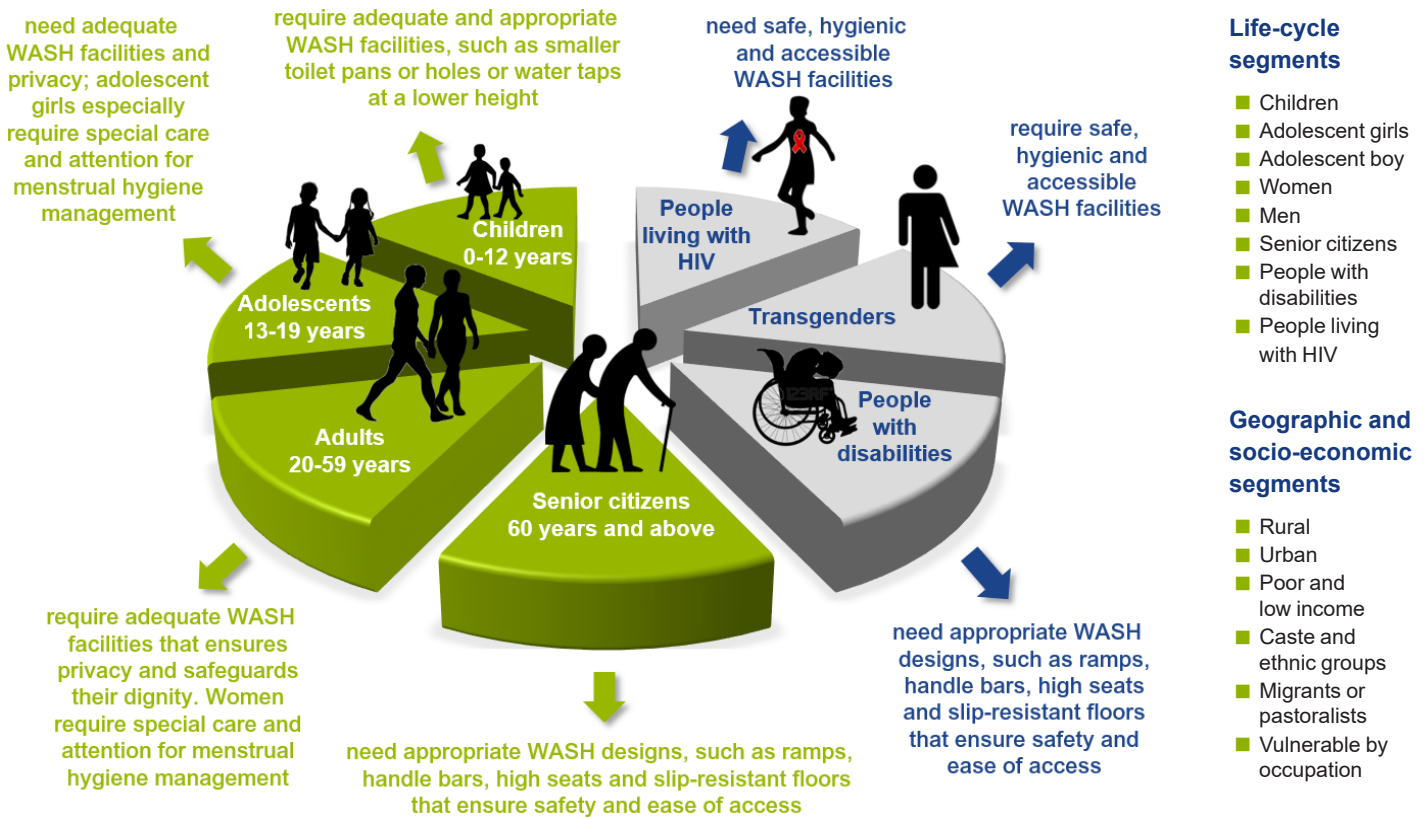 need adequate
WASH facilities and
privacy; adolescent
girls especially
require special care
and attention for
menstrual hygiene
management
require adequate and appropriate
WASH facilities, such as smaller
toilet pans or holes or water taps
at a lower height
need safe, hygienic
and accessible
WASH facilities
require safe,
hygienic and
accessible
WASH facilities
Children
0-12 years
People
living with
HIV
Adolescents
13-19 years
Transgenders
Adults
20-59 years
123RF
People
with
disabilities
Senior citizens
60 years and above
require adequate WASH
facilities that ensures
privacy and safeguards
their dignity. Women
require special care and
attention for menstrual
hygiene management
need appropriate WASH designs, such as ramps,
handle bars, high seats and slip-resistant floors
that ensure safety and ease of access
need appropriate WASH
designs, such as ramps,
handle bars, high seats
and slip-resistant floors
that ensure safety and
ease of access
Life-cycle
segments
Children
Adolescent girls
Adolescent boy
Women
Men
Senior citizens
People with
disabilities
People living
with HIV
Geographic and
socio-economic
segments
Rural
Urban
Poor and
low income
Caste and
ethnic groups
Migrants or
pastoralists
Vulnerable by
occupation